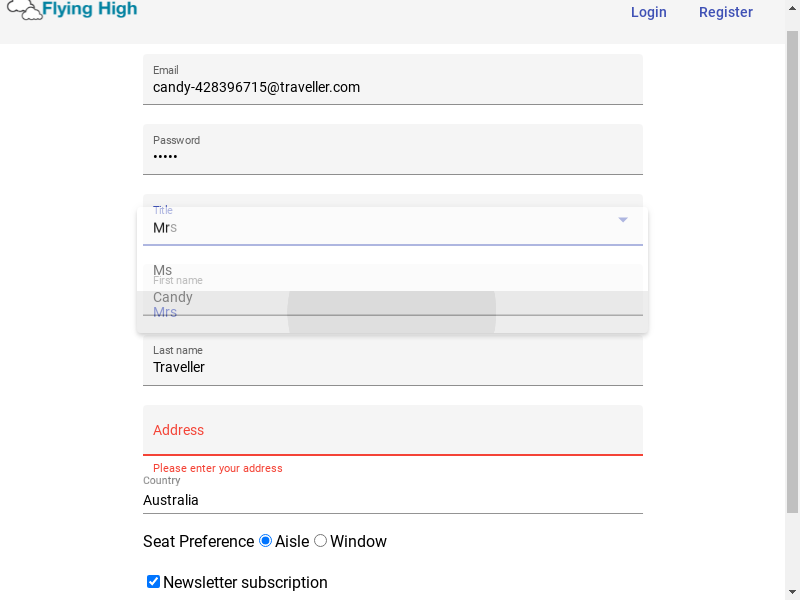 Flying High
Login Register
Email
candy-428396715@traveller.com
Password
•••••
Title
Mrs
Ms
First name
Candy
Mrs
Last name
Traveller
Address
Please enter your address
Country
Australia
Seat Preference Aisle Window
Newsletter subscription